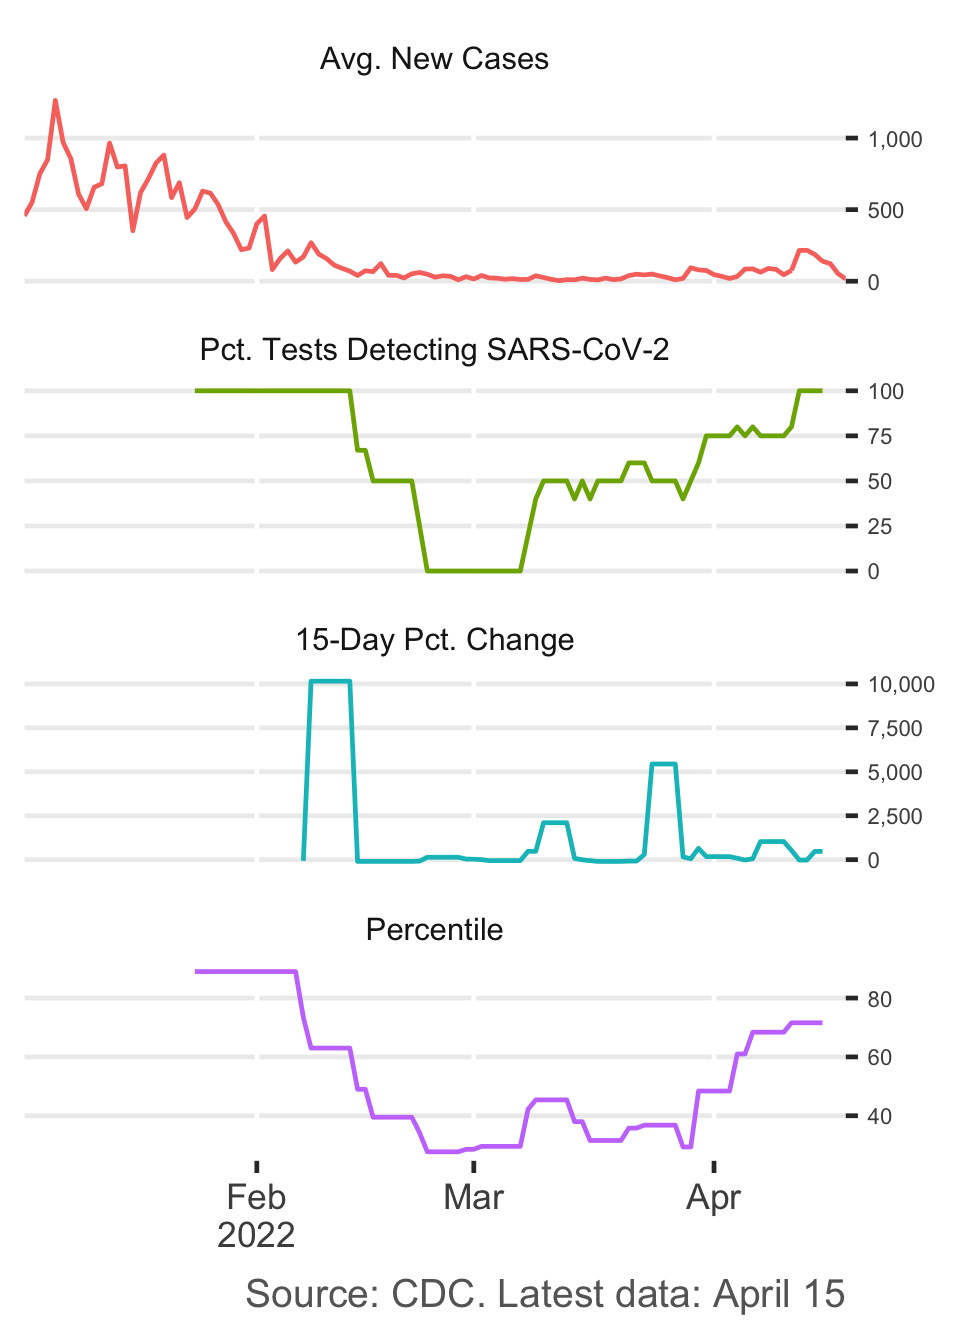 Avg. New Cases
1,000
500
0
Pct. Tests Detecting SARS-CoV-2
100
75
50
25
0
15-Day Pct. Change
10,000
7,500
5,000
2,500
0
Percentile
80
60
40
Feb Mar Apr
2022
Source: CDC. Latest data: April 15